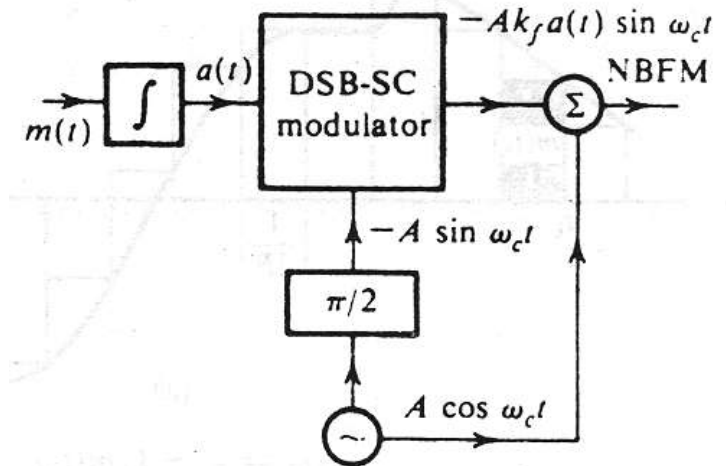 −Ak_f a(t) sin ω_c t
NBFM
a(t)
DSB-SC
modulator
∫
Σ
m(t)
−A sin ω_c t
π/2
A cos ω_c t
~